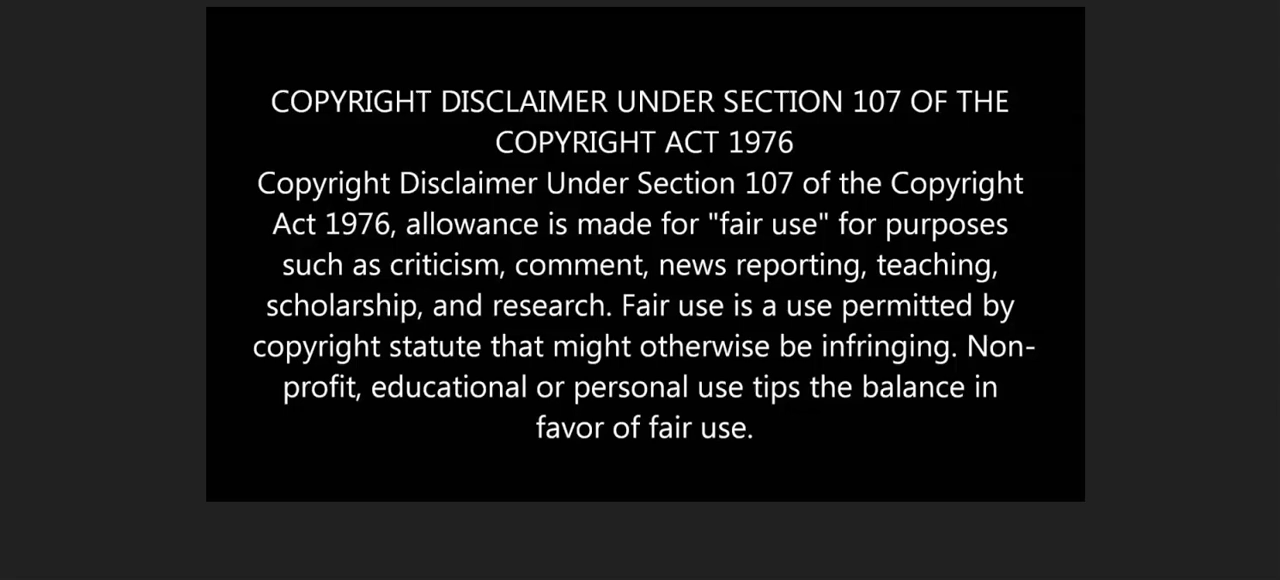 COPYRIGHT DISCLAIMER UNDER SECTION 107 OF THE
COPYRIGHT ACT 1976
Copyright Disclaimer Under Section 107 of the Copyright
Act 1976, allowance is made for "fair use" for purposes
such as criticism, comment, news reporting, teaching,
scholarship, and research. Fair use is a use permitted by
copyright statute that might otherwise be infringing. Non-
profit, educational or personal use tips the balance in
favor of fair use.